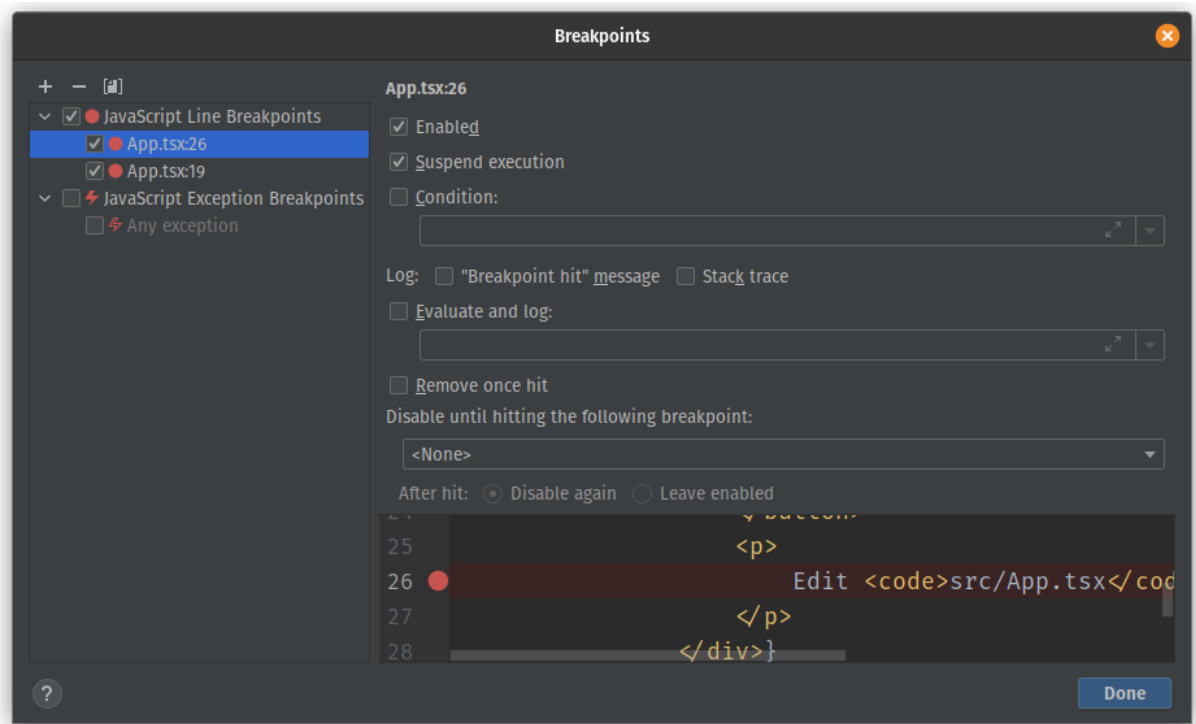 Breakpoints
App.tsx:26
JavaScript Line Breakpoints
Enabled
App.tsx:26
Suspend execution
App.tsx:19
JavaScript Exception Breakpoints
Condition:
Any exception
Log: "Breakpoint hit" message Stack trace
Evaluate and log:
Remove once hit
Disable until hitting the following breakpoint:
<None>
After hit: Disable again Leave enabled
24 </button>
25 <p>
26 Edit <code>src/App.tsx</cod
27 </p>
28 </div>}
? Done